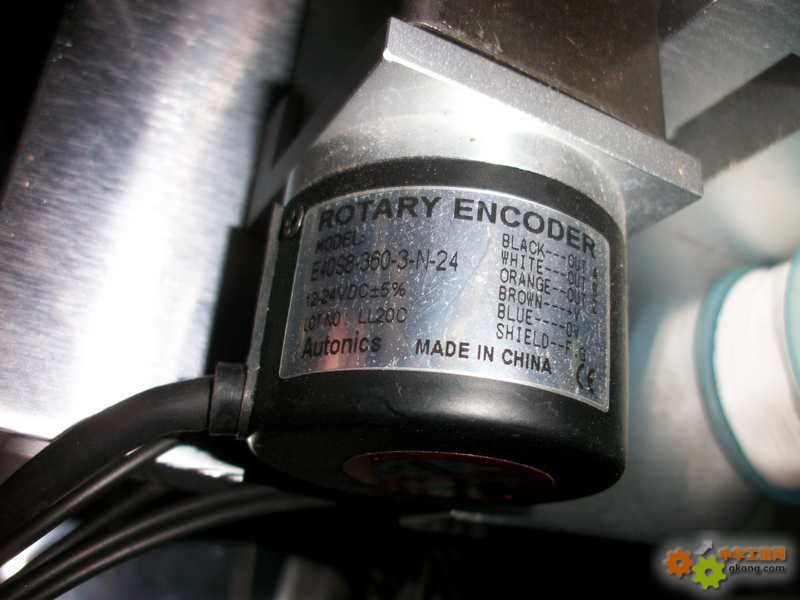 ROTARY ENCODER
MODEL:
E40S8-360-3-N-24
12-24VDC±5%
LOT NO : LL20C
Autonics
MADE IN CHINA
BLACK---OUT A
WHITE---OUT B
ORANGE--OUT Z
BROWN---+V
BLUE----0V
SHIELD--F.G
CE
中华工控网
gkong.com